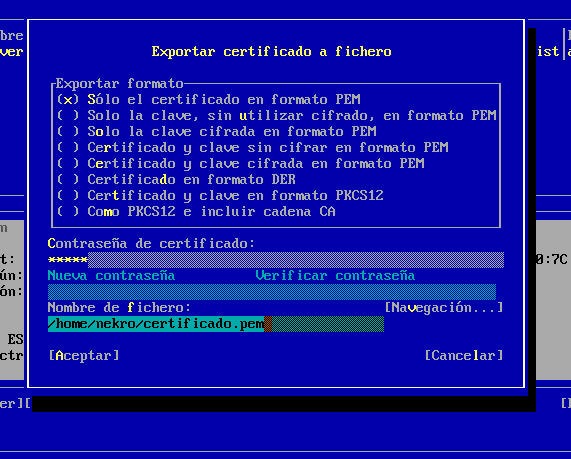 Exportar certificado a fichero
bre
ver
ist a
Exportar formato
(x) Sólo el certificado en formato PEM
( ) Solo la clave, sin utilizar cifrado, en formato PEM
( ) Solo la clave cifrada en formato PEM
( ) Certificado y clave sin cifrar en formato PEM
( ) Certificado y clave cifrada en formato PEM
( ) Certificado en formato DER
( ) Certificado y clave en formato PKCS12
( ) Como PKCS12 e incluir cadena CA
Contraseña de certificado:
*****
t:
0:7C
Nueva contraseña Verificar contraseña
ún:
ón:
Nombre de fichero: [Navegación...]
/home/nekro/certificado.pem
ES
[Aceptar] [Cancelar]
ctr
er][
[